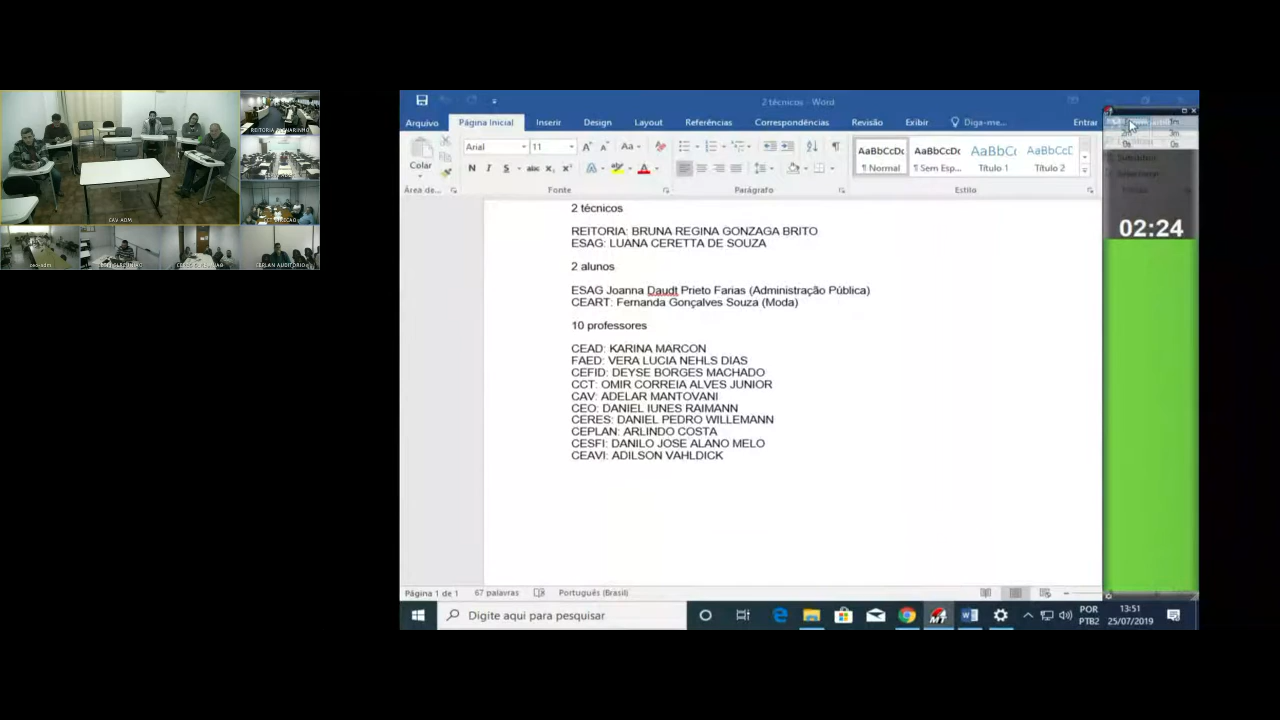 2 técnicos - Word
Arquivo
Página Inicial
Inserir
Design
Layout
Referências
Correspondências
Revisão
Exibir
Diga-me...
Entrar
Colar
Arial
11
N I S abc x₂ x²
Aa
AaBbCcDc
AaBbCcDc
AaBbCc
AaBbCcD
¶ Normal
¶ Sem Esp...
Título 1
Título 2
Área de...
Fonte
Parágrafo
Estilo
02:24
2 técnicos
REITORIA: BRUNA REGINA GONZAGA BRITO
ESAG: LUANA CERETTA DE SOUZA
2 alunos
ESAG Joanna Daudt Prieto Farias (Administração Pública)
CEART: Fernanda Gonçalves Souza (Moda)
10 professores
CEAD: KARINA MARCON
FAED: VERA LUCIA NEHLS DIAS
CEFID: DEYSE BORGES MACHADO
CCT: OMIR CORREIA ALVES JUNIOR
CAV: ADELAR MANTOVANI
CEO: DANIEL IUNES RAIMANN
CERES: DANIEL PEDRO WILLEMANN
CEPLAN: ARLINDO COSTA
CESFI: DANILO JOSE ALANO MELO
CEAVI: ADILSON VAHLDICK
Página 1 de 1
67 palavras
Português (Brasil)
Digite aqui para pesquisar
POR
PTB2
13:51
25/07/2019
CAV ADM
CEPLAN AUDITORIO